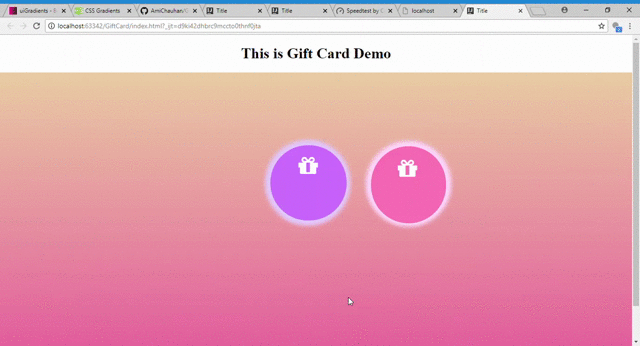 uiGradients - B
CSS Gradients
AmiChauhan/G
Title
Title
Speedtest by O
localhost
Title
localhost:63342/GiftCard/index.html?_ijt=d9ki42dhbrc9mccto0thnf0jta
This is Gift Card Demo